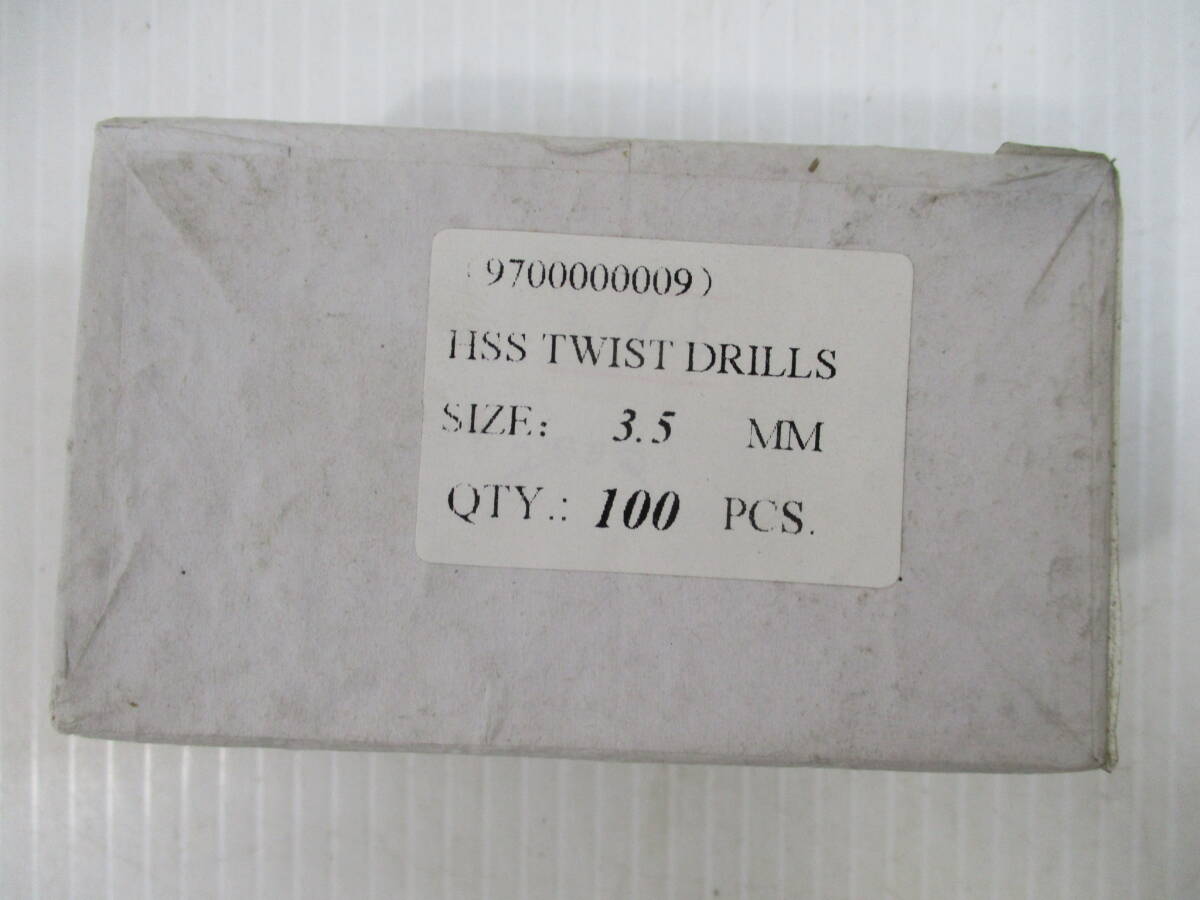 (9700000009)
HSS TWIST DRILLS
SIZE: 3.5 MM
QTY.: 100 PCS.